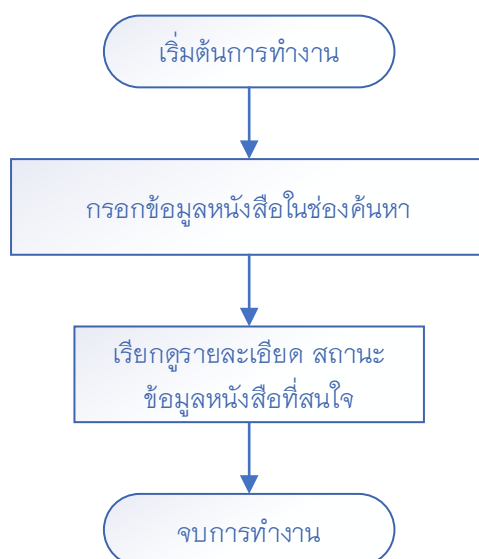 เริ่มต้นการทำงาน
กรอกข้อมูลหนังสือในช่องค้นหา
เรียกดูรายละเอียด สถานะ
ข้อมูลหนังสือที่สนใจ
จบการทำงาน